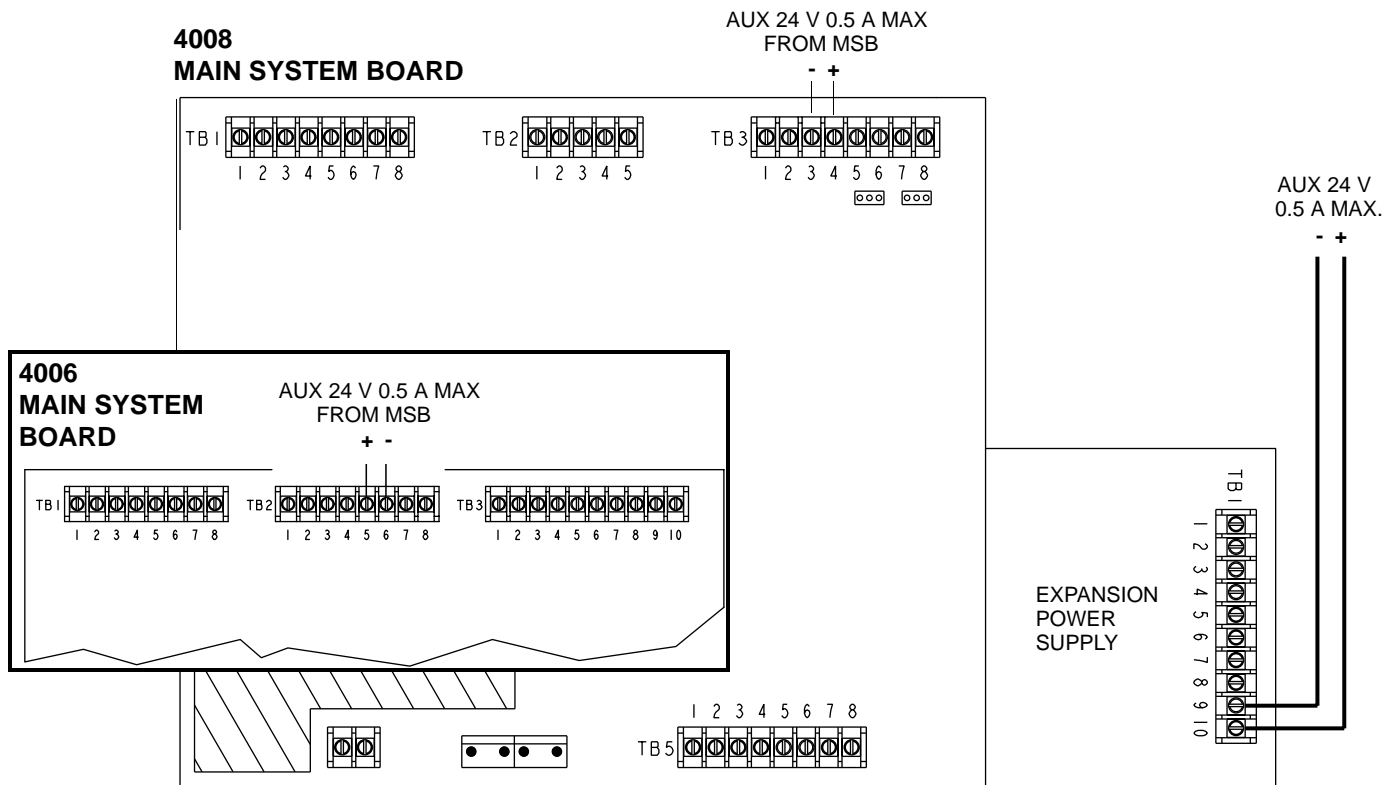 4008
MAIN SYSTEM BOARD
AUX 24 V 0.5 A MAX
FROM MSB
- +
TB1
1 2 3 4 5 6 7 8
TB2
1 2 3 4 5
TB3
1 2 3 4 5 6 7 8
AUX 24 V
0.5 A MAX.
- +
4006
MAIN SYSTEM
BOARD
AUX 24 V 0.5 A MAX
FROM MSB
+ -
TB1
1 2 3 4 5 6 7 8
TB2
1 2 3 4 5 6 7 8
TB3
1 2 3 4 5 6 7 8 9 10
EXPANSION
POWER
SUPPLY
TB1
1 2 3 4 5 6 7 8 9 10
1 2 3 4 5 6 7 8
TB5